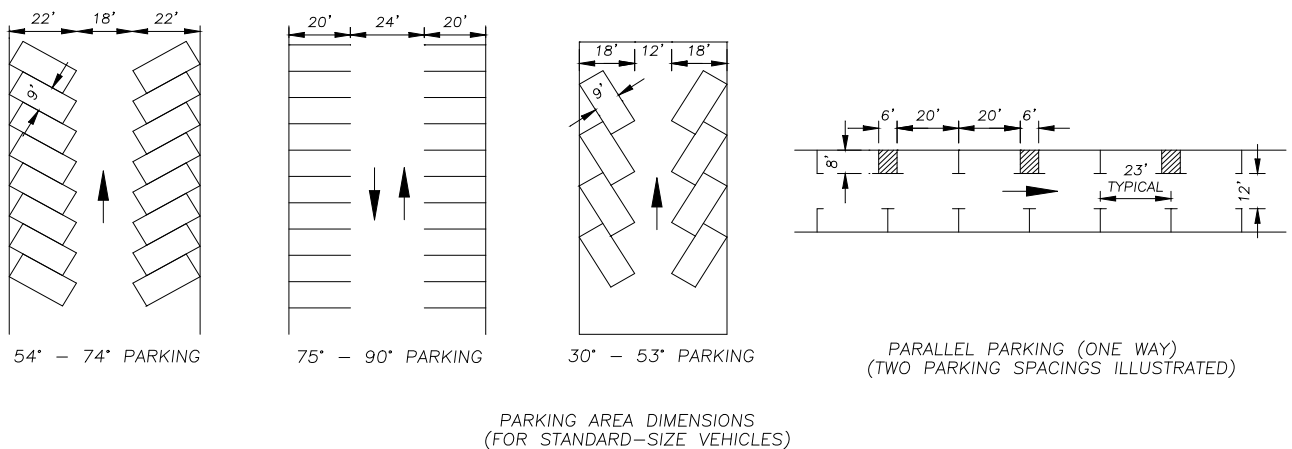 22' 18' 22'
9'
54° – 74° PARKING
20' 24' 20'
75° – 90° PARKING
18' 12' 18'
9'
30° – 53° PARKING
6' 20' 20' 6'
8'
23'
TYPICAL
12'
PARALLEL PARKING (ONE WAY)
(TWO PARKING SPACINGS ILLUSTRATED)
PARKING AREA DIMENSIONS
(FOR STANDARD–SIZE VEHICLES)